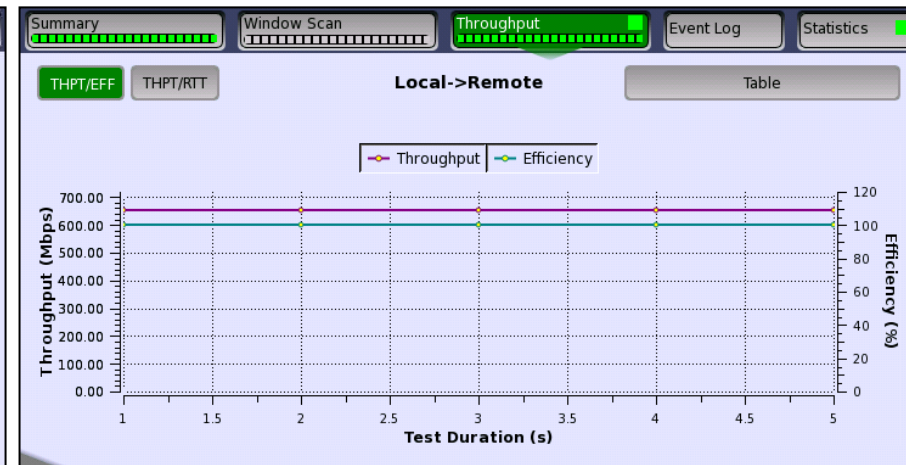 Summary
Window Scan
Throughput
Event Log
Statistics
THPT/EFF
THPT/RTT
Local->Remote
Table
Throughput
Efficiency
700.00
600.00
500.00
400.00
300.00
200.00
100.00
0.00
Throughput (Mbps)
120
100
80
60
40
20
0
Efficiency (%)
1 1.5 2 2.5 3 3.5 4 4.5 5
Test Duration (s)